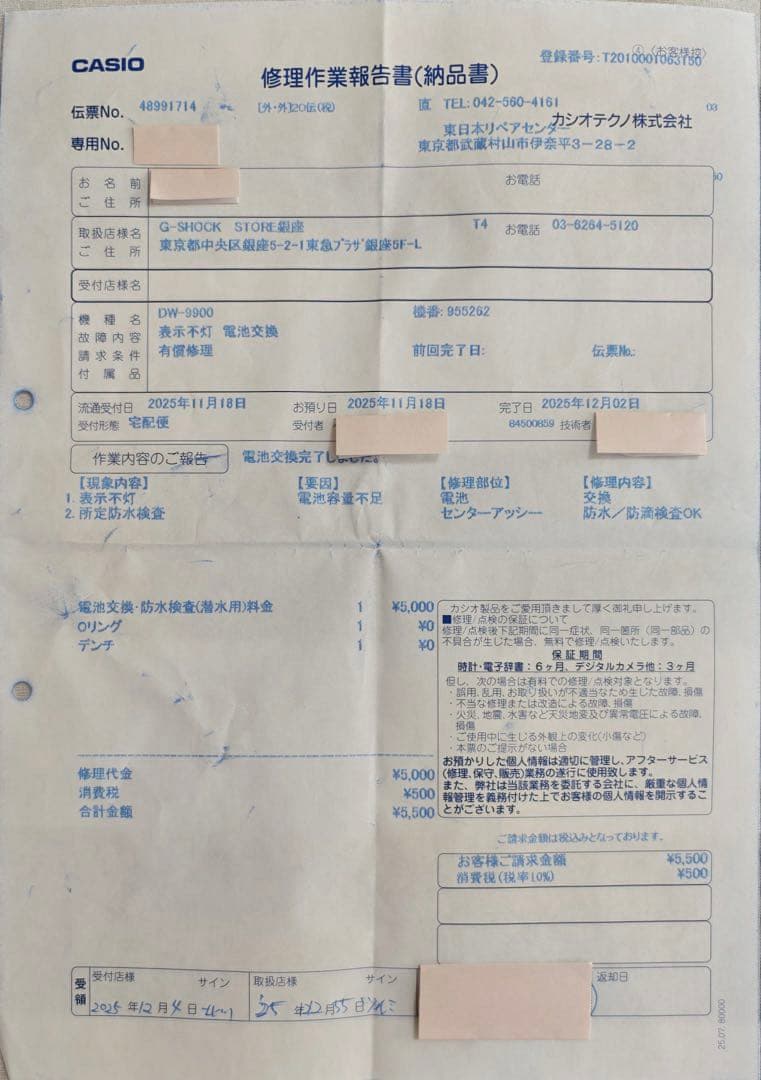 ④〈お客様控〉
CASIO
登録番号:T2010001063150
修理作業報告書(納品書)
伝票No. 48991714 [外・外]20伝(税) 直 TEL:042-560-4161 03
カシオテクノ株式会社
東日本リペアセンター
専用No. 東京都武蔵村山市伊奈平3-28-2
お名前 お電話
ご住所
取扱店様名 G-SHOCK STORE銀座 T4 お電話 03-6264-5120
ご住所 東京都中央区銀座5-2-1東急ﾌﾟﾗｻﾞ銀座5F-L
受付店様名
機種名 DW-9900 機番:955262
故障内容 表示不灯 電池交換
請求条件 有償修理 前回完了日: 伝票No.:
付属品
流通受付日 2025年11月18日 お預り日 2025年11月18日 完了日 2025年12月02日
受付形態 宅配便 受付者 84500859 技術者
作業内容のご報告 電池交換完了しました。
【現象内容】 【要因】 【修理部位】 【修理内容】
1. 表示不灯 電池容量不足 電池 交換
2. 所定防水検査 センターアッシー 防水/防滴検査OK
電池交換・防水検査(潜水用)料金 1 ¥5,000
Oリング 1 ¥0
デンチ 1 ¥0
カシオ製品をご愛用頂きまして厚く御礼申し上げます。
■修理/点検の保証について
修理/点検後下記期間に同一症状、同一箇所（同一部品）の
不具合が生じた場合、無料で修理/点検いたします。
保証期間
時計・電子辞書：６ヶ月、デジタルカメラ他：３ヶ月
但し、次の場合は有料での修理/点検対象となります。
・誤用、乱用、お取り扱いが不適当なため生じた故障、損傷
・不当な修理または改造による故障、損傷
・火災、地震、水害など天災地変及び異常電圧による故障、
損傷
・ご使用中に生じる外観上の変化(小傷など)
・本票のご提示がない場合
お預かりした個人情報は適切に管理し、アフターサービス
(修理、保守、販売)業務の遂行に使用致します。
また、弊社は当該業務を委託する会社に、厳重な個人情
報管理を義務付けた上でお客様の個人情報を開示するこ
とがございます。
修理代金 ¥5,000
消費税 ¥500
合計金額 ¥5,500
ご請求金額は税込みとなっております。
お客様ご請求金額 ¥5,500
消費税(税率10%) ¥500
受領 受付店様 サイン 取扱店様 サイン 返却日
2025年12月4日 '25年12月 日
25.07. 80000